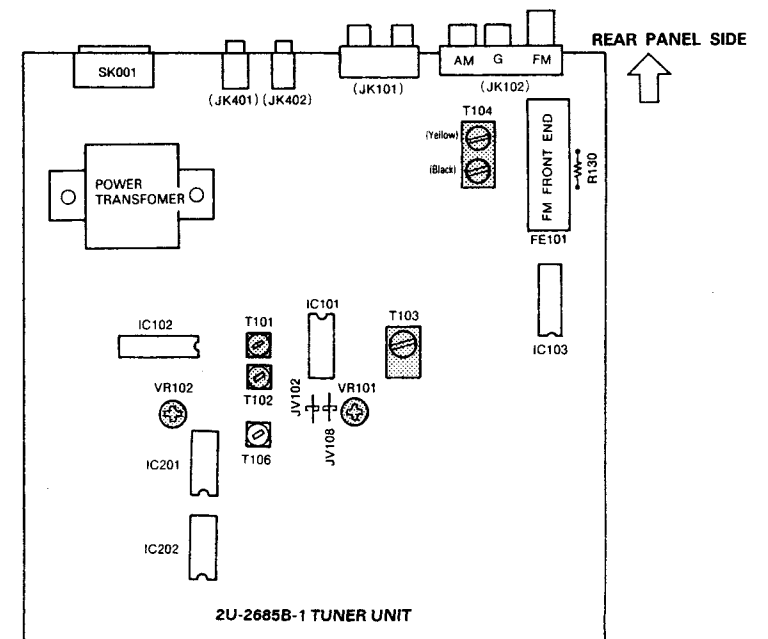 REAR PANEL SIDE
AM G FM
SK001
(JK401) (JK402) (JK101) (JK102)
T104
(Yellow)
(Black)
FM FRONT END
R130
FE101
POWER
TRANSFOMER
IC101
IC102
T101
T103
IC103
VR102
T102
JV102
VR101
JV108
T106
IC201
IC202
2U-2685B-1 TUNER UNIT